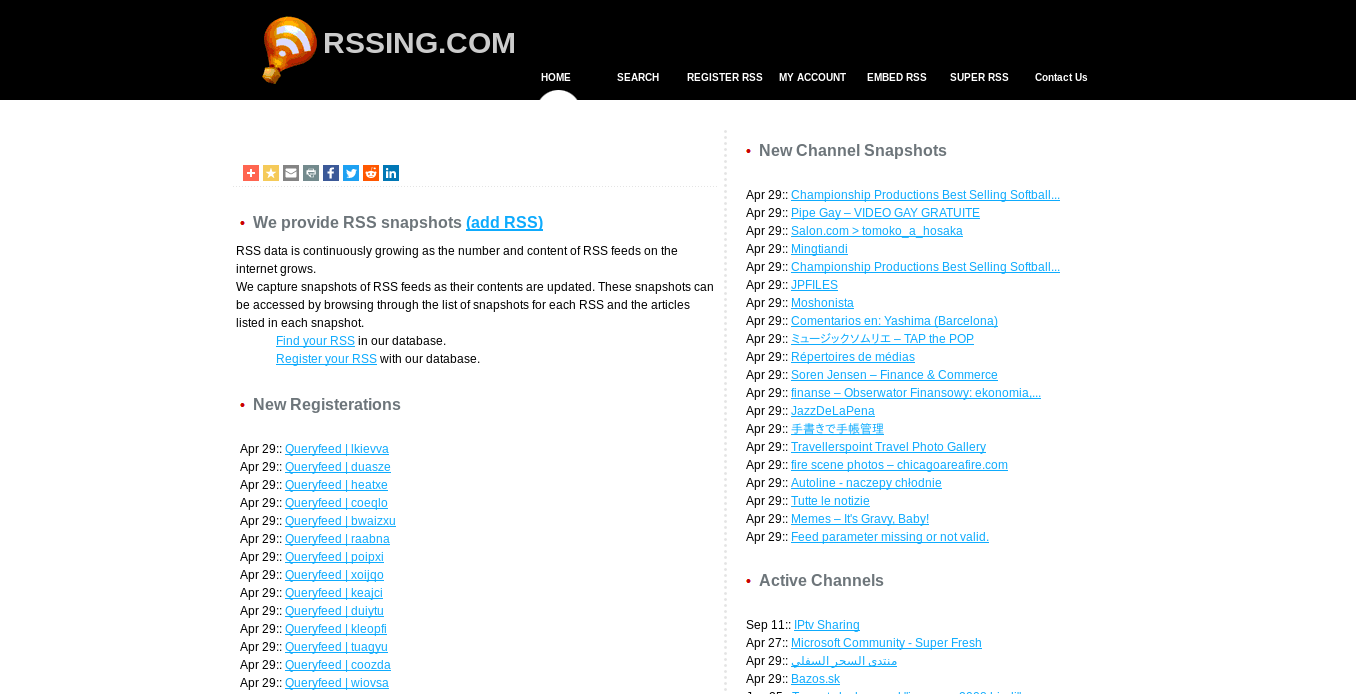 RSSING.COM
HOME SEARCH REGISTER RSS MY ACCOUNT EMBED RSS SUPER RSS Contact Us
• We provide RSS snapshots (add RSS)
RSS data is continuously growing as the number and content of RSS feeds on the
internet grows.
We capture snapshots of RSS feeds as their contents are updated. These snapshots can
be accessed by browsing through the list of snapshots for each RSS and the articles
listed in each snapshot.
Find your RSS in our database.
Register your RSS with our database.
• New Registerations
Apr 29:: Queryfeed | lkievva
Apr 29:: Queryfeed | duasze
Apr 29:: Queryfeed | heatxe
Apr 29:: Queryfeed | coeqlo
Apr 29:: Queryfeed | bwaizxu
Apr 29:: Queryfeed | raabna
Apr 29:: Queryfeed | poipxi
Apr 29:: Queryfeed | xoijqo
Apr 29:: Queryfeed | keajci
Apr 29:: Queryfeed | duiytu
Apr 29:: Queryfeed | kleopfi
Apr 29:: Queryfeed | tuagyu
Apr 29:: Queryfeed | coozda
Apr 29:: Queryfeed | wiovsa
• New Channel Snapshots
Apr 29:: Championship Productions Best Selling Softball...
Apr 29:: Pipe Gay – VIDEO GAY GRATUITE
Apr 29:: Salon.com > tomoko_a_hosaka
Apr 29:: Mingtiandi
Apr 29:: Championship Productions Best Selling Softball...
Apr 29:: JPFILES
Apr 29:: Moshonista
Apr 29:: Comentarios en: Yashima (Barcelona)
Apr 29:: ミュージックソムリエ – TAP the POP
Apr 29:: Répertoires de médias
Apr 29:: Soren Jensen – Finance & Commerce
Apr 29:: finanse – Obserwator Finansowy: ekonomia,...
Apr 29:: JazzDeLaPena
Apr 29:: 手書きで手帳管理
Apr 29:: Travellerspoint Travel Photo Gallery
Apr 29:: fire scene photos – chicagoareafire.com
Apr 29:: Autoline - naczepy chłodnie
Apr 29:: Tutte le notizie
Apr 29:: Memes – It's Gravy, Baby!
Apr 29:: Feed parameter missing or not valid.
• Active Channels
Sep 11:: IPtv Sharing
Apr 27:: Microsoft Community - Super Fresh
Apr 29:: منتدى السحر السفلي
Apr 29:: Bazos.sk